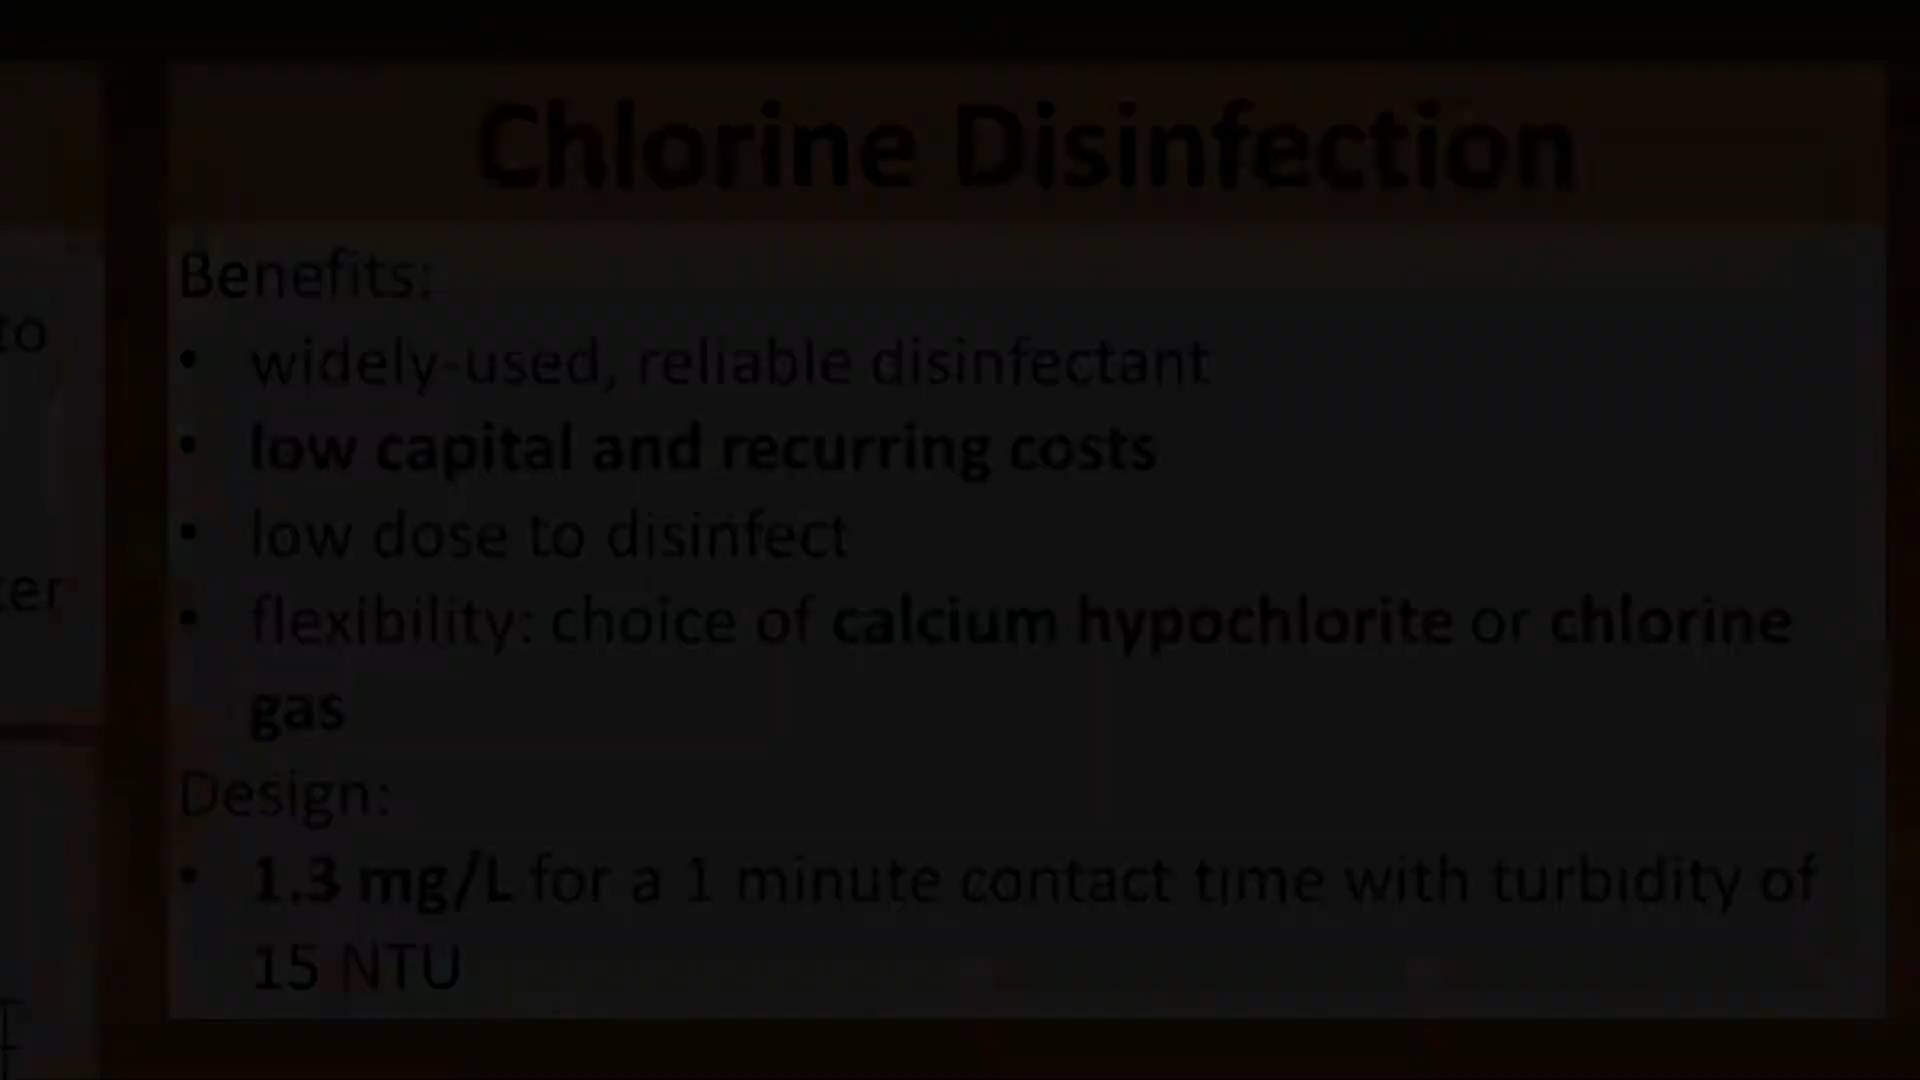 Chlorine Disinfection
Benefits:
• widely-used, reliable disinfectant
• low capital and recurring costs
• low dose to disinfect
• flexibility: choice of calcium hypochlorite or chlorine
gas
Design:
• 1.3 mg/L for a 1 minute contact time with turbidity of
15 NTU
to